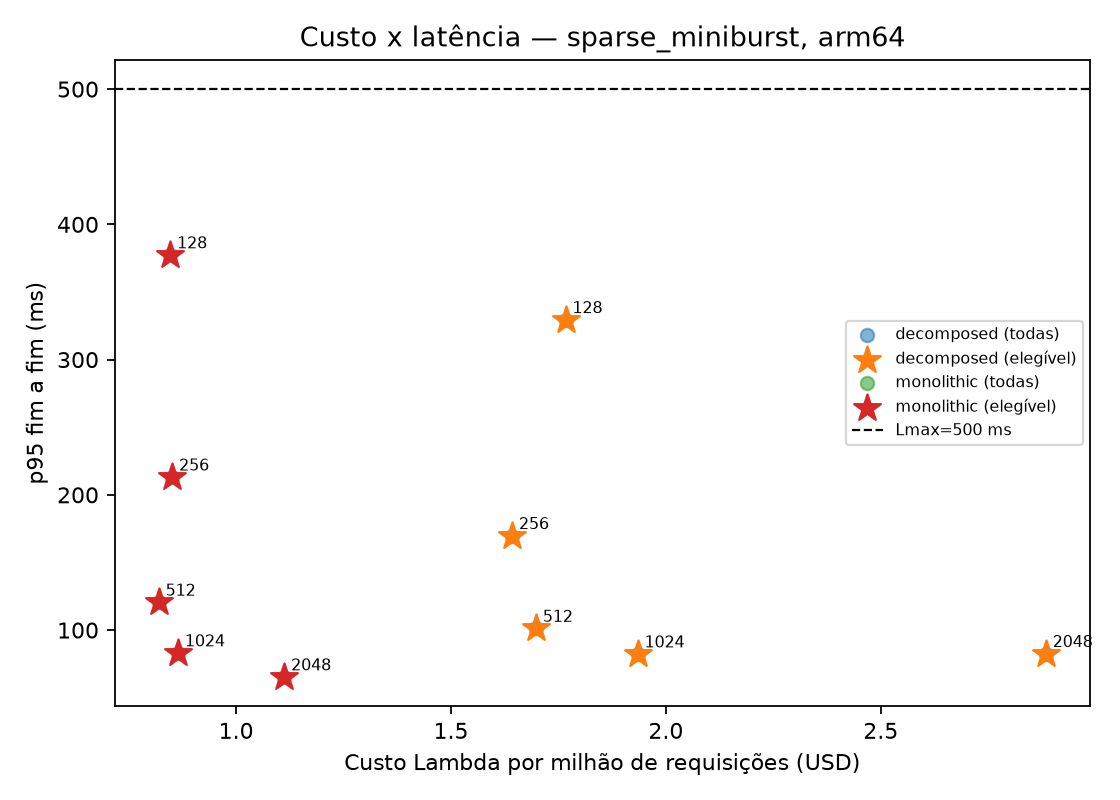 Custo x latência — sparse_miniburst, arm64
p95 fim a fim (ms)
500
400
300
200
100
128
128
256
256
512
512
1024
1024
2048
2048
decomposed (todas)
decomposed (elegível)
monolithic (todas)
monolithic (elegível)
Lmax=500 ms
1.0
1.5
2.0
2.5
Custo Lambda por milhão de requisições (USD)